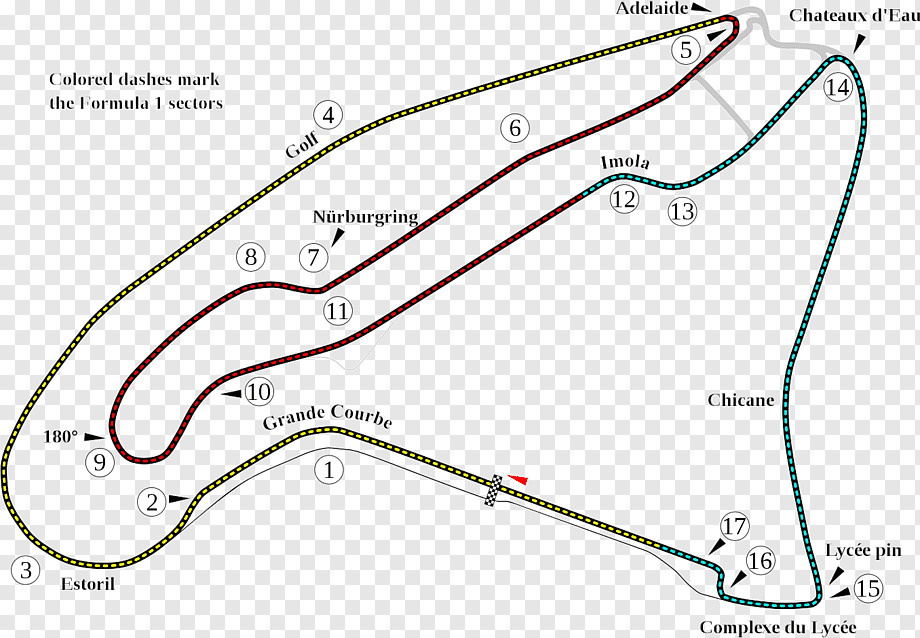 Adelaide
Chateaux d'Eau
5
Colored dashes mark
the Formula 1 sectors
14
4
6
Golf
Imola
12
13
Nürburgring
8
7
11
10
Chicane
Grande Courbe
180°
9
1
2
17
Lycée pin
16
3
Estoril
15
Complexe du Lycée